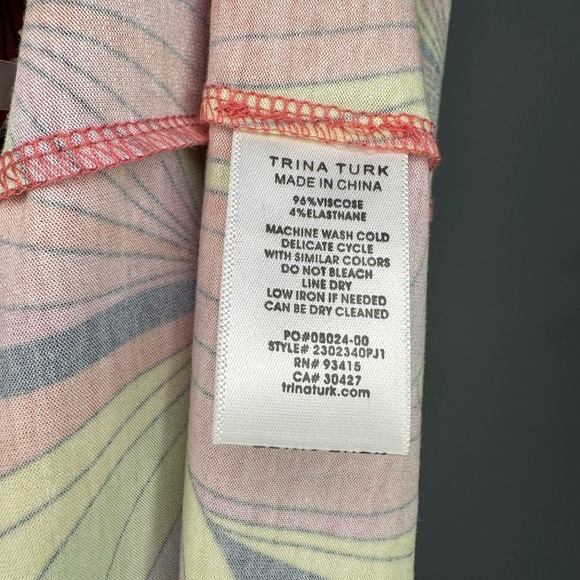 TRINA TURK
MADE IN CHINA
96%VISCOSE
4%ELASTHANE
MACHINE WASH COLD
DELICATE CYCLE
WITH SIMILAR COLORS
DO NOT BLEACH
LINE DRY
LOW IRON IF NEEDED
CAN BE DRY CLEANED
PO#05024-00
STYLE# 2302340PJ1
RN# 93415
CA# 30427
trinaturk.com